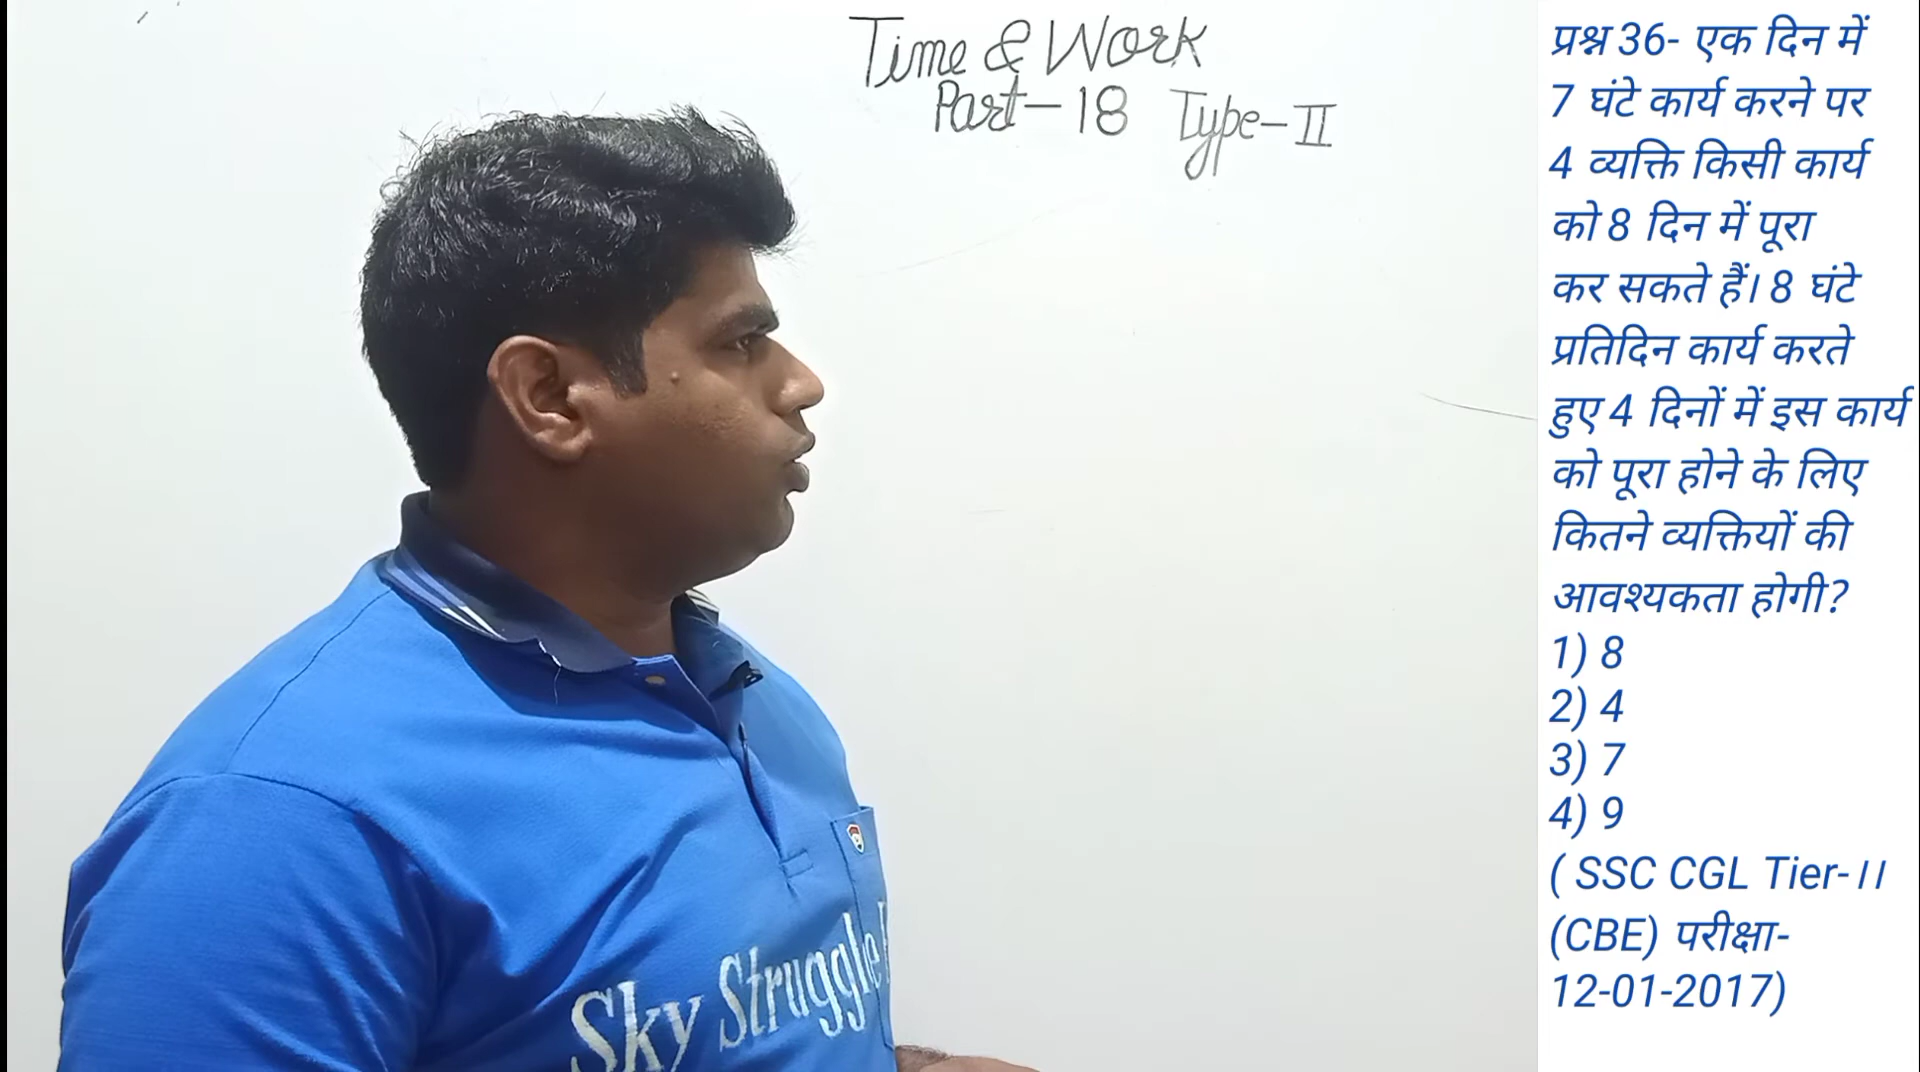 Time & Work
Part-18 Type-II
प्रश्न 36- एक दिन में
7 घंटे कार्य करने पर
4 व्यक्ति किसी कार्य
को 8 दिन में पूरा
कर सकते हैं। 8 घंटे
प्रतिदिन कार्य करते
हुए 4 दिनों में इस कार्य
को पूरा होने के लिए
कितने व्यक्तियों की
आवश्यकता होगी?
1) 8
2) 4
3) 7
4) 9
( SSC CGL Tier-।।
(CBE) परीक्षा-
12-01-2017)
Sky Struggle